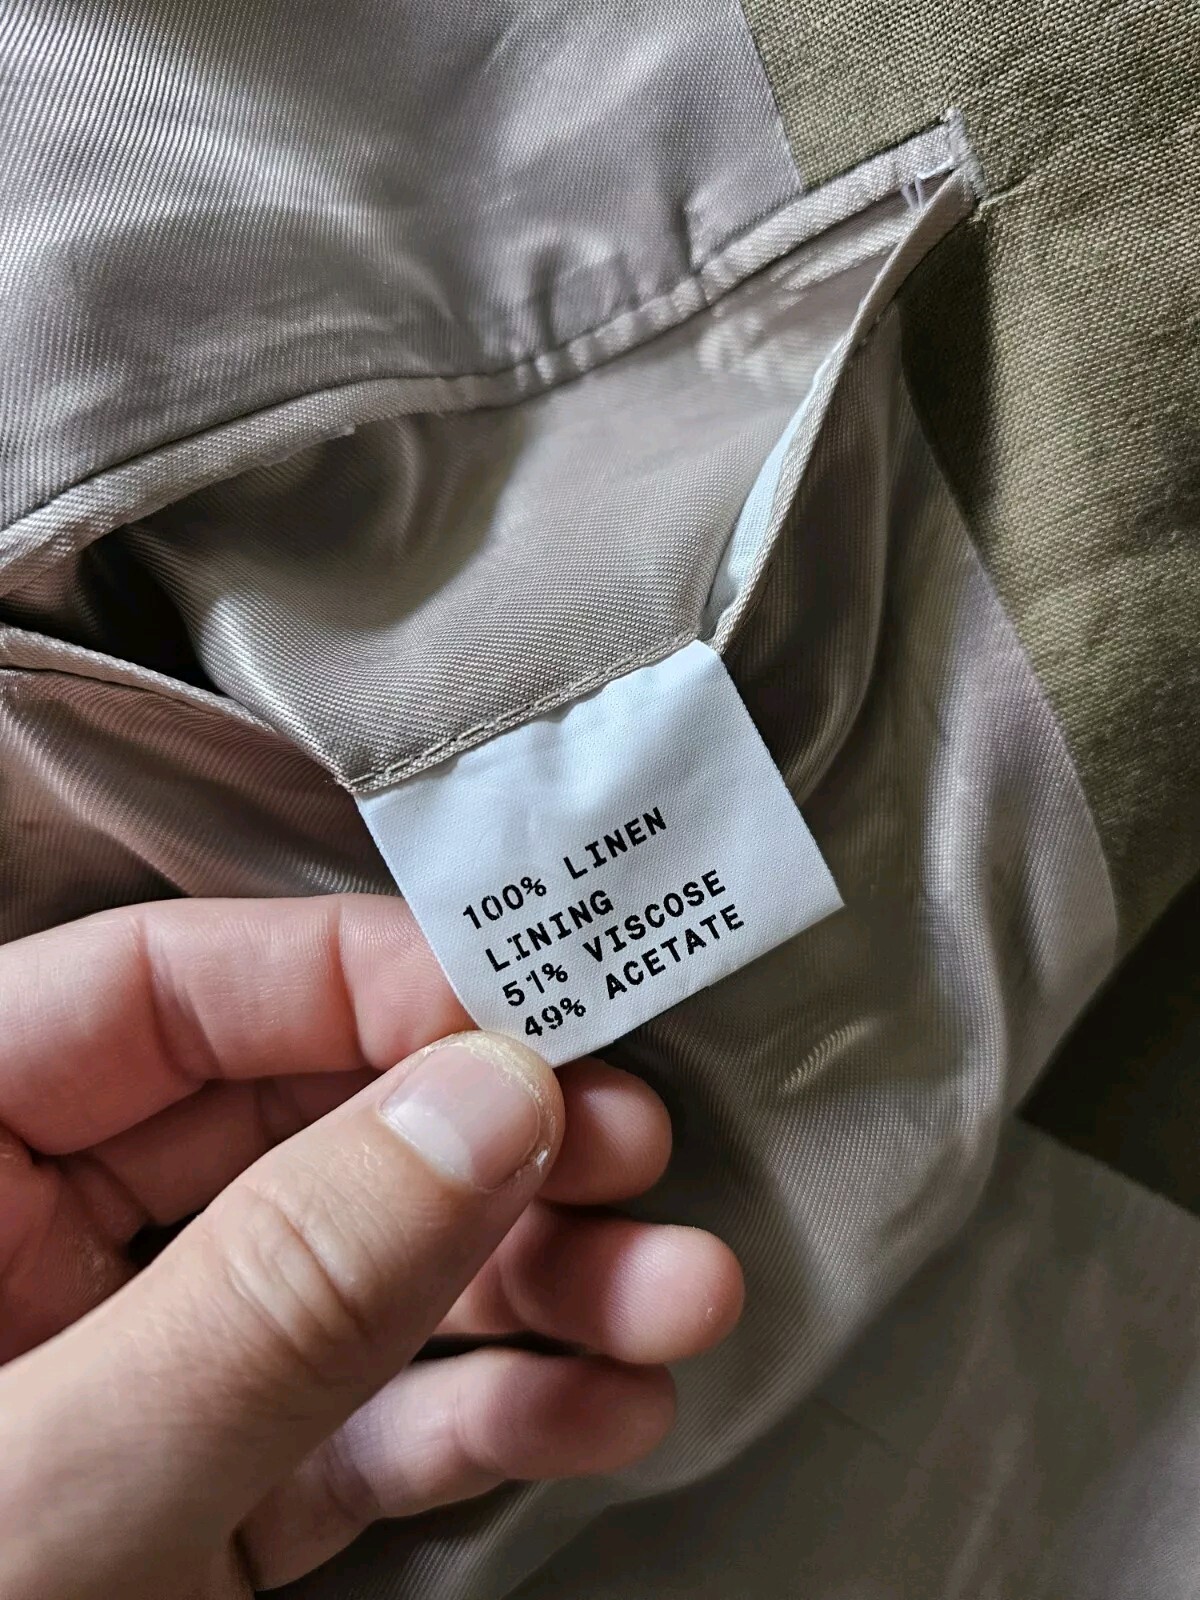 100% LINEN
LINING
51% VISCOSE
49% ACETATE